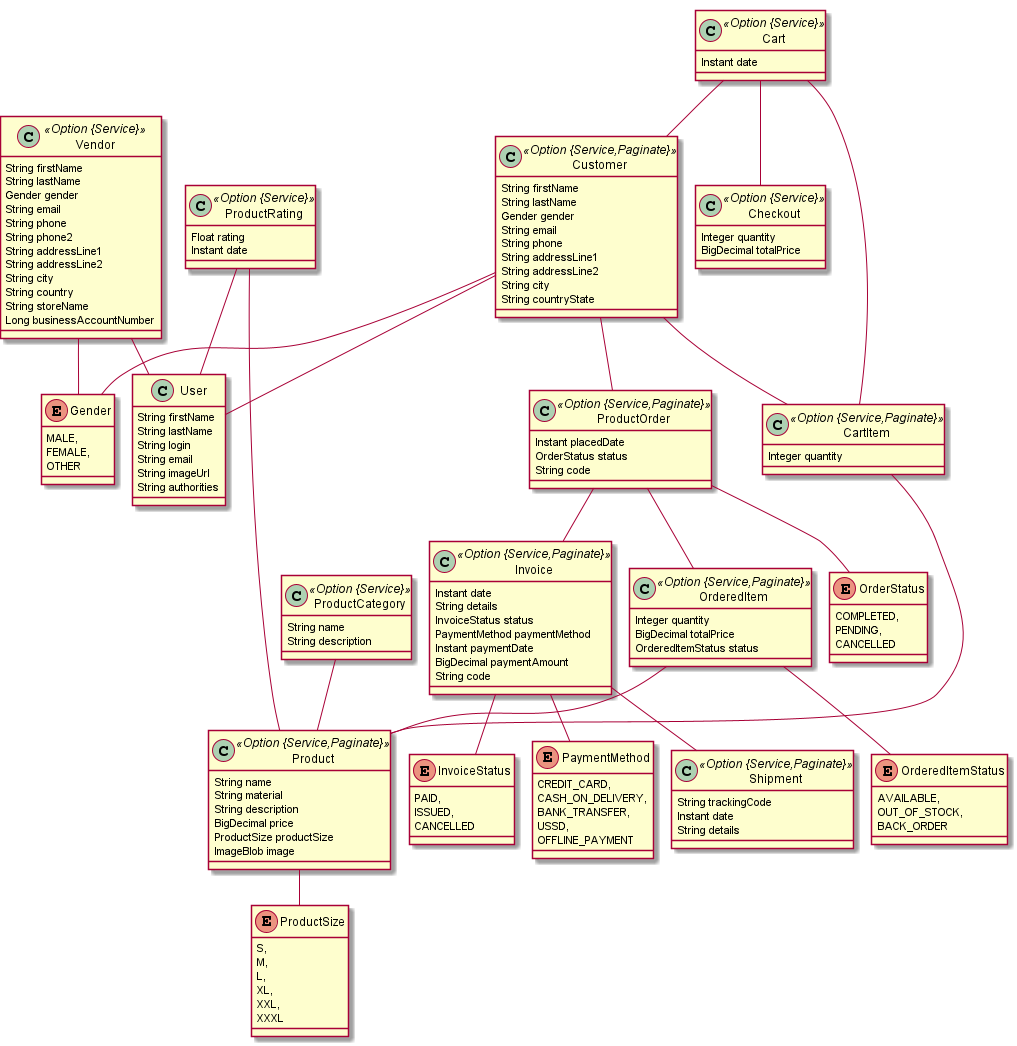 «Option {Service}»
C
Cart
Instant date
«Option {Service}»
C
Vendor
String firstName
String lastName
Gender gender
String email
String phone
String phone2
String addressLine1
String addressLine2
String city
String country
String storeName
Long businessAccountNumber
«Option {Service}»
C
ProductRating
Float rating
Instant date
«Option {Service,Paginate}»
C
Customer
String firstName
String lastName
Gender gender
String email
String phone
String addressLine1
String addressLine2
String city
String countryState
«Option {Service}»
C
Checkout
Integer quantity
BigDecimal totalPrice
E Gender
MALE,
FEMALE,
OTHER
C User
String firstName
String lastName
String login
String email
String imageUrl
String authorities
«Option {Service,Paginate}»
C
ProductOrder
Instant placedDate
OrderStatus status
String code
«Option {Service,Paginate}»
C
CartItem
Integer quantity
«Option {Service}»
C
ProductCategory
String name
String description
«Option {Service,Paginate}»
C
Invoice
Instant date
String details
InvoiceStatus status
PaymentMethod paymentMethod
Instant paymentDate
BigDecimal paymentAmount
String code
«Option {Service,Paginate}»
C
OrderedItem
Integer quantity
BigDecimal totalPrice
OrderedItemStatus status
E OrderStatus
COMPLETED,
PENDING,
CANCELLED
«Option {Service,Paginate}»
C
Product
String name
String material
String description
BigDecimal price
ProductSize productSize
ImageBlob image
E InvoiceStatus
PAID,
ISSUED,
CANCELLED
E PaymentMethod
CREDIT_CARD,
CASH_ON_DELIVERY,
BANK_TRANSFER,
USSD,
OFFLINE_PAYMENT
«Option {Service,Paginate}»
C
Shipment
String trackingCode
Instant date
String details
E OrderedItemStatus
AVAILABLE,
OUT_OF_STOCK,
BACK_ORDER
E ProductSize
S,
M,
L,
XL,
XXL,
XXXL